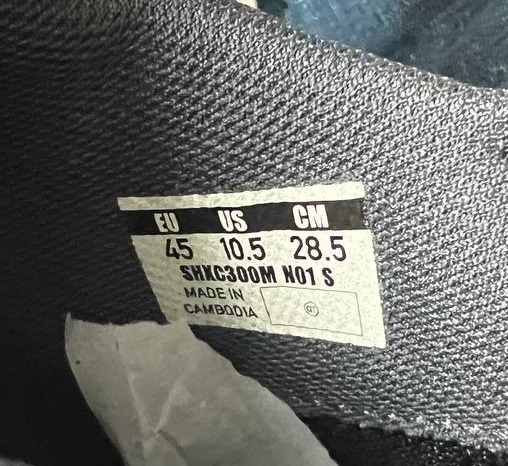 EU US CM
45 10.5 28.5
SHXC300M N01 S
MADE IN
CAMBODIA